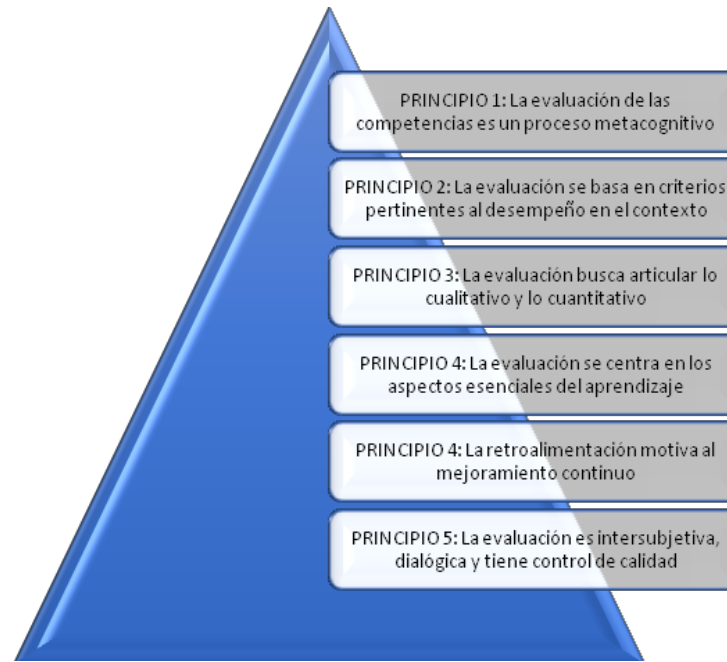 PRINCIPIO 1: La evaluación de las
competencias es un proceso metacognitivo
PRINCIPIO 2: La evaluación se basa en criterios
pertinentes al desempeño en el contexto
PRINCIPIO 3: La evaluación busca articular lo
cualitativo y lo cuantitativo
PRINCIPIO 4: La evaluación se centra en los
aspectos esenciales del aprendizaje
PRINCIPIO 4: La retroalimentación motiva al
mejoramiento continuo
PRINCIPIO 5: La evaluación es intersubjetiva,
dialógica y tiene control de calidad